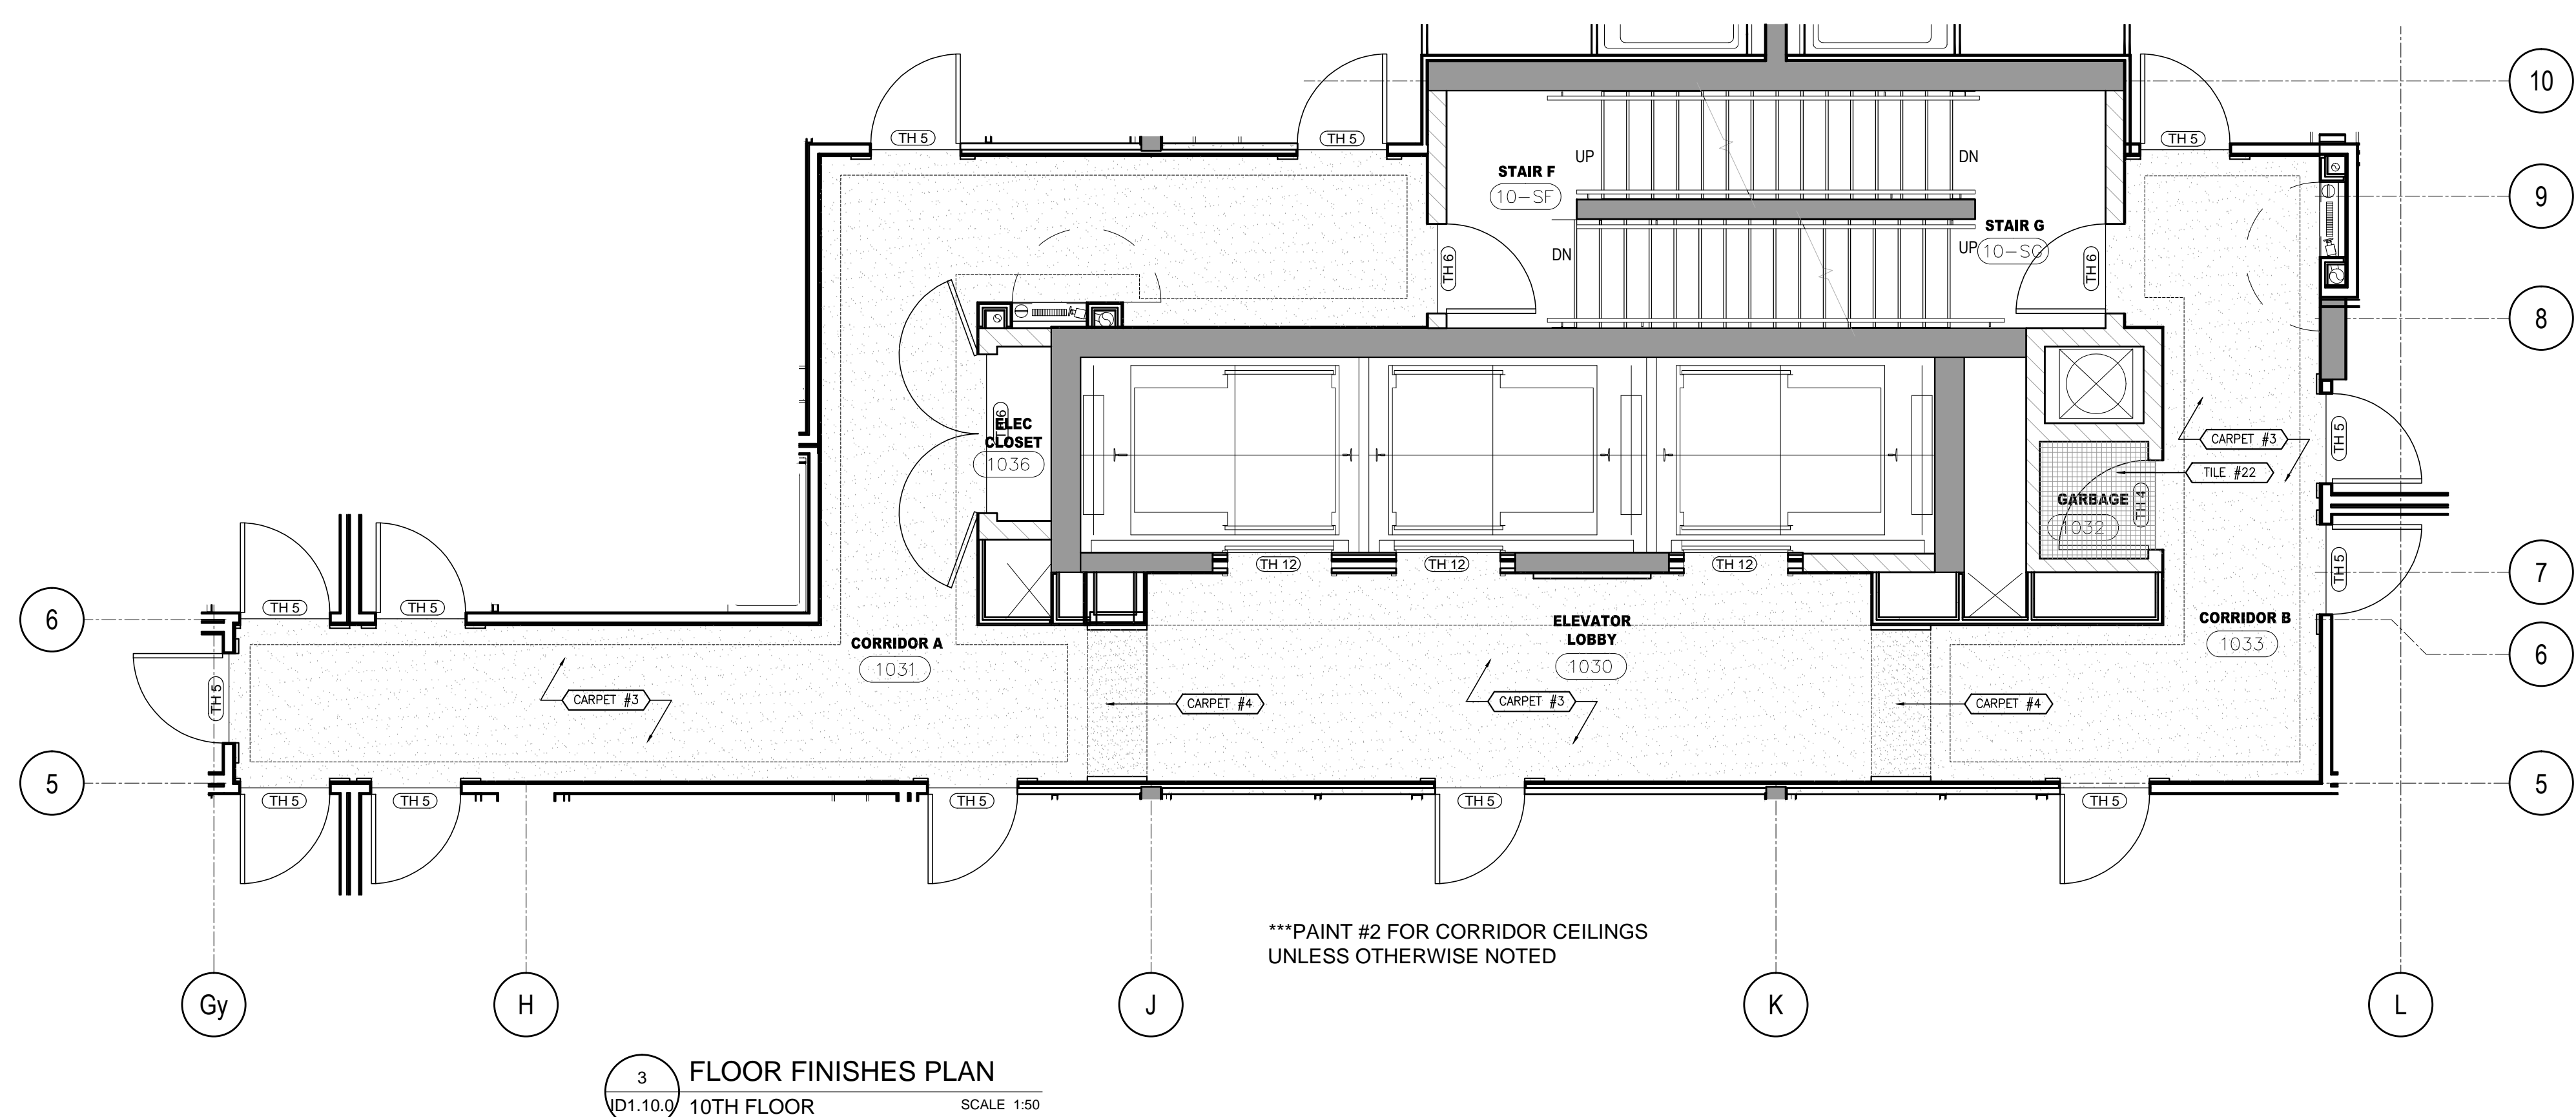 10
TH 5
TH 5
TH 5
UP
DN
STAIR F
10-SF
9
STAIR G
DN
UP
10-SG
TH 6
TH 6
8
TH 6
ELEC
CLOSET
1036
CARPET #3
TH 5
TILE #22
GARBAGE
TH 4
1032
TH 12
TH 12
TH 12
TH 5
7
TH 5
TH 5
6
ELEVATOR
LOBBY
1030
CORRIDOR B
1033
CORRIDOR A
1031
6
TH 5
CARPET #3
CARPET #4
CARPET #3
CARPET #4
5
5
TH 5
TH 5
TH 5
TH 5
TH 5
***PAINT #2 FOR CORRIDOR CEILINGS
UNLESS OTHERWISE NOTED
Gy
H
J
K
L
3
FLOOR FINISHES PLAN
ID1.10.0
10TH FLOOR
SCALE 1:50